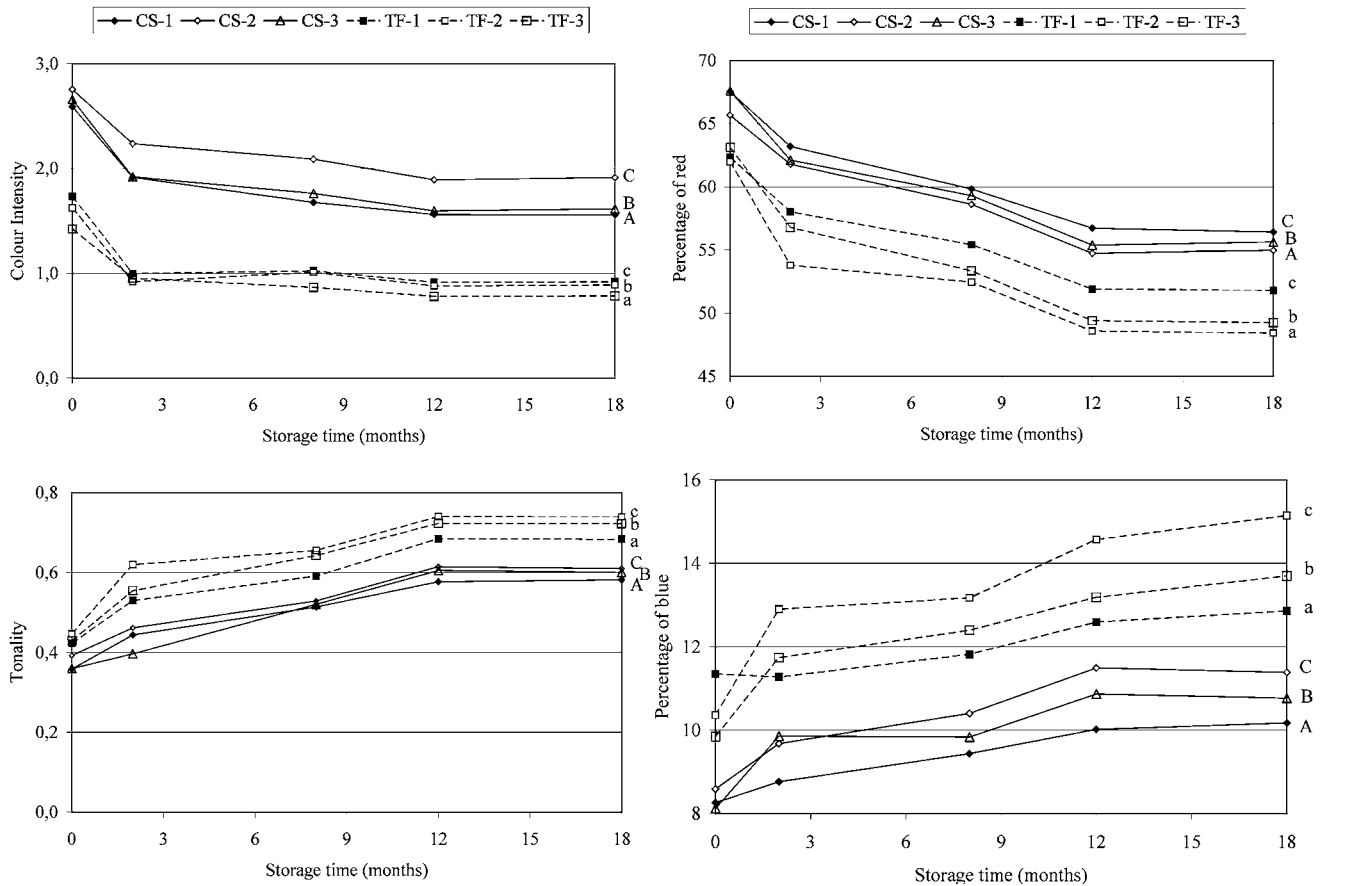 CS-1 CS-2 CS-3 TF-1 TF-2 TF-3
3,0
2,0
1,0
0,0
Colour Intensity
C
B
A
c
b
a
0 3 6 9 12 15 18
Storage time (months)
CS-1 CS-2 CS-3 TF-1 TF-2 TF-3
70
65
60
55
50
45
Percentage of red
C
B
A
c
b
a
0 3 6 9 12 15 18
Storage time (months)
0,8
0,6
0,4
0,2
0,0
Tonality
c
b
a
C
B
A
0 3 6 9 12 15 18
Storage time (months)
16
14
12
10
8
Percentage of blue
c
b
a
C
B
A
0 3 6 9 12 15 18
Storage time (months)